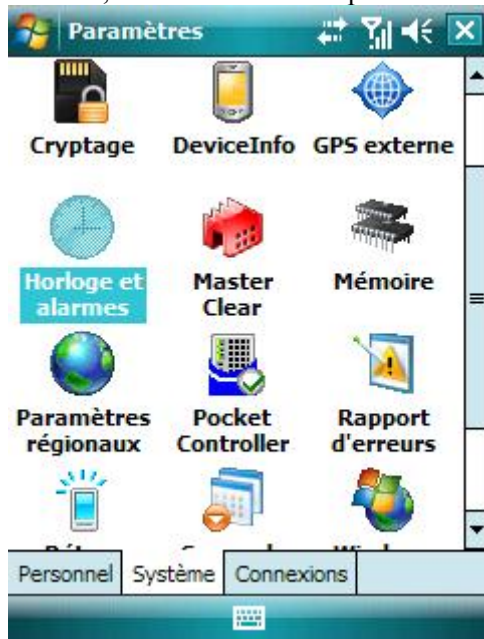 Paramètres
Cryptage DeviceInfo GPS externe
Horloge et Master Mémoire
alarmes Clear
Paramètres Pocket Rapport
régionaux Controller d'erreurs
Personnel Système Connexions